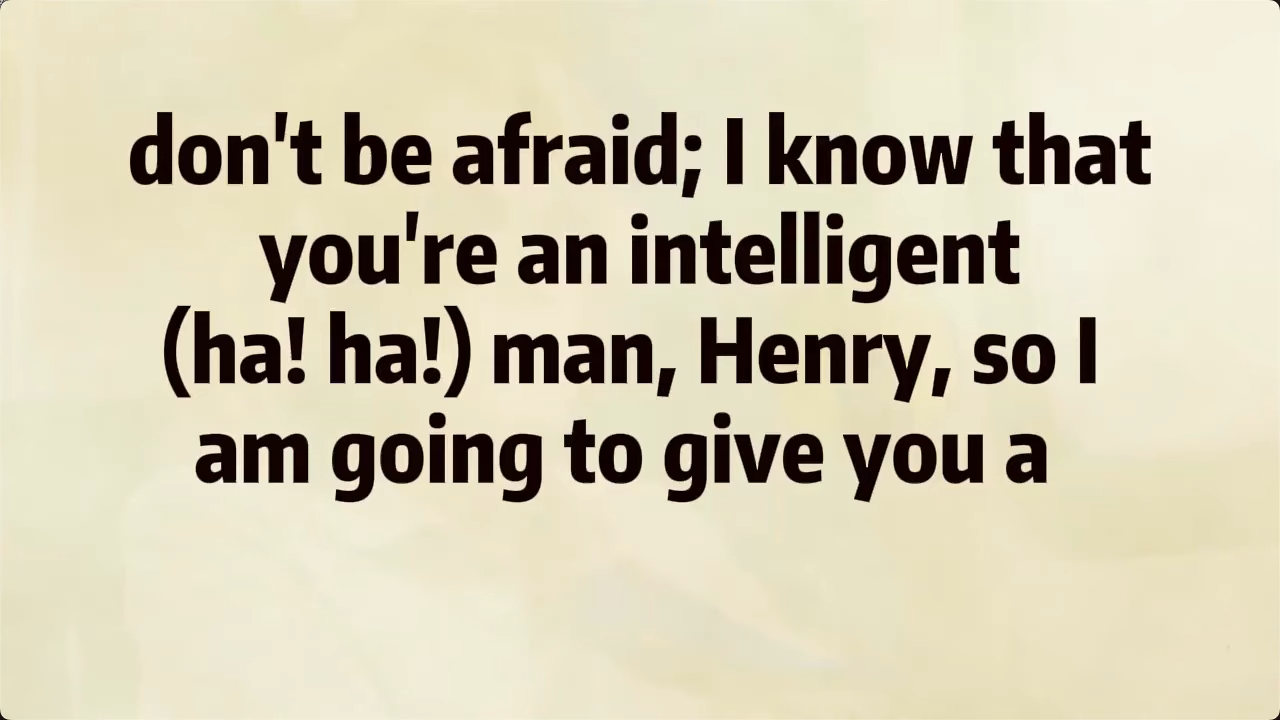 don't be afraid; I know that
you're an intelligent
(ha! ha!) man, Henry, so I
am going to give you a